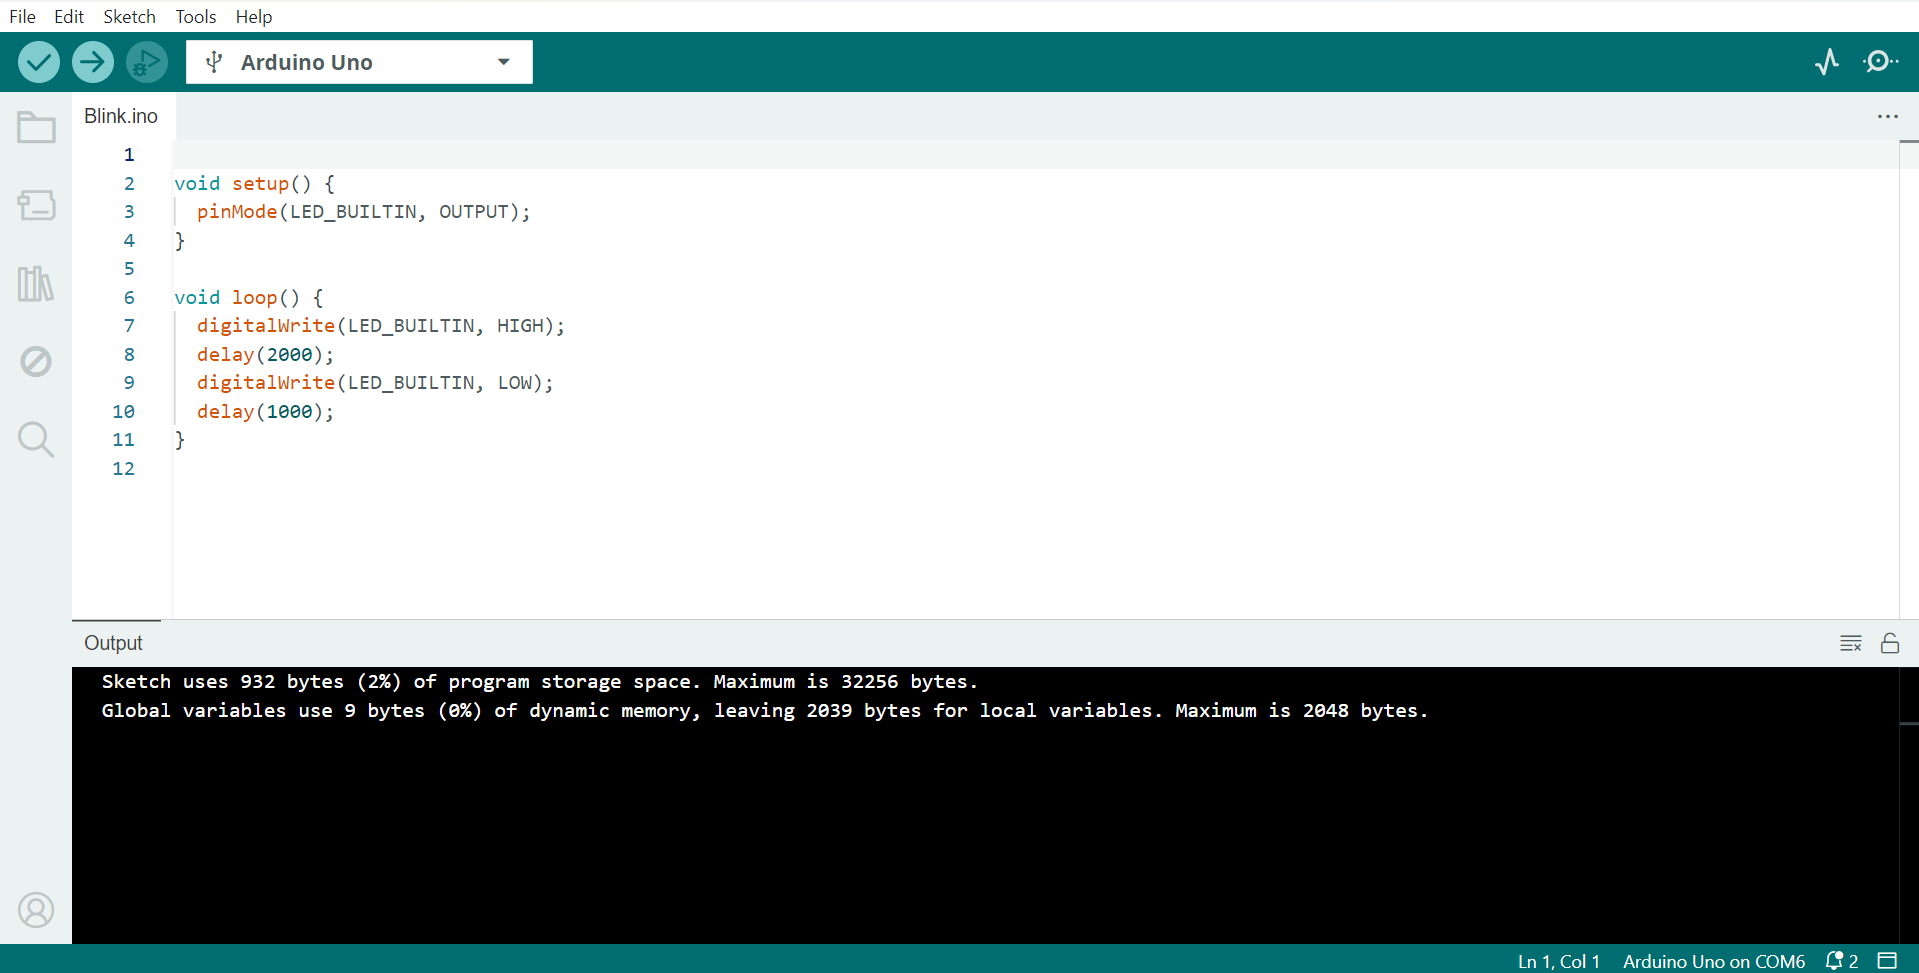 File Edit Sketch Tools Help
Arduino Uno
Blink.ino
1
2 void setup() {
3 pinMode(LED_BUILTIN, OUTPUT);
4 }
5
6 void loop() {
7 digitalWrite(LED_BUILTIN, HIGH);
8 delay(2000);
9 digitalWrite(LED_BUILTIN, LOW);
10 delay(1000);
11 }
12
Output
Sketch uses 932 bytes (2%) of program storage space. Maximum is 32256 bytes.
Global variables use 9 bytes (0%) of dynamic memory, leaving 2039 bytes for local variables. Maximum is 2048 bytes.
Ln 1, Col 1 Arduino Uno on COM6 2